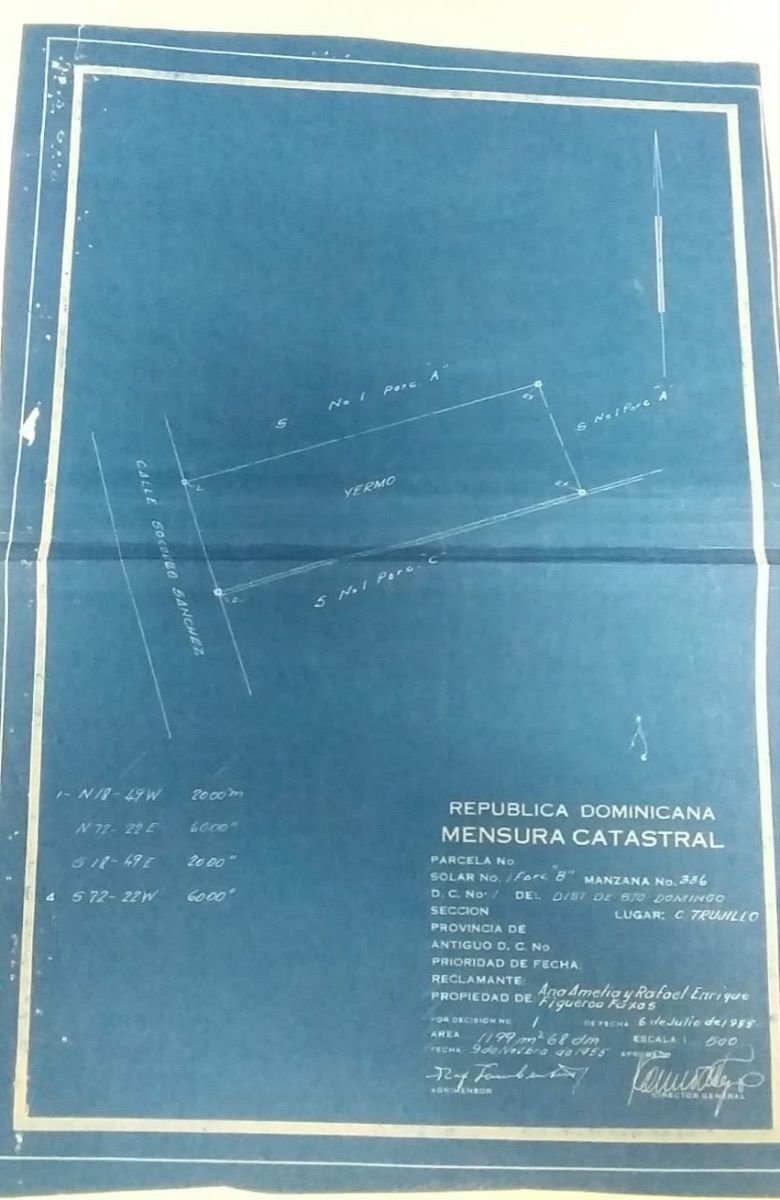 S No 1 Porc. "A"
S No 1 Porc. "A"
YERMO
S No 1 Porc. "C"
CALLE SOCORRO SANCHEZ
1- N 18-49 W 20.00 m
N 72-22 E 60.00 "
S 18-49 E 20.00 "
4 S 72-22 W 60.00 "
REPUBLICA DOMINICANA
MENSURA CATASTRAL
PARCELA No
SOLAR No. 1 Porc. "B" MANZANA No. 386
D. C. No. 1 DEL DIST DE STO DOMINGO
SECCION LUGAR: C. TRUJILLO
PROVINCIA DE
ANTIGUO D. C. No.
PRIORIDAD DE FECHA:
RECLAMANTE:
PROPIEDAD DE Ana Amelia y Rafael Enrique
Figueroa Fáxas
POR DECISION No. 1 DE FECHA 6 de Julio de 1955
AREA 1199 m² 68 dm ESCALA 1: 500
FECHA 9 de Novbre de 1955 APROBADO
AGRIMENSOR DIRECTOR GENERAL